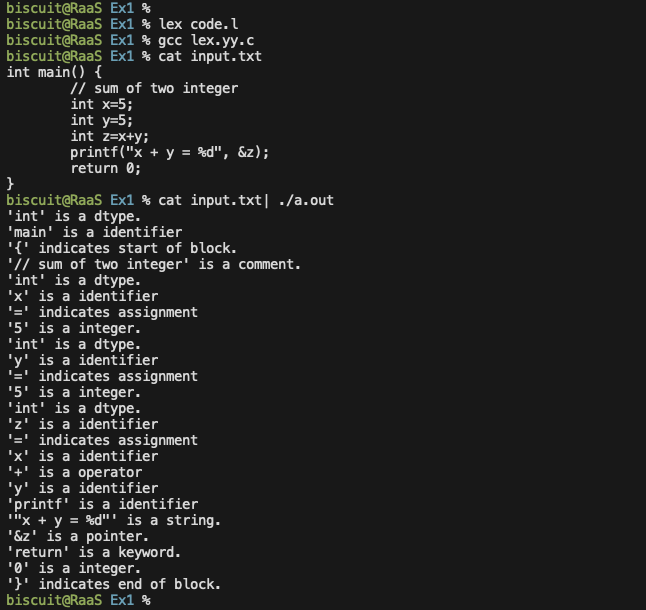 biscuit@RaaS Ex1 %
biscuit@RaaS Ex1 % lex code.l
biscuit@RaaS Ex1 % gcc lex.yy.c
biscuit@RaaS Ex1 % cat input.txt
int main() {
        // sum of two integer
        int x=5;
        int y=5;
        int z=x+y;
        printf("x + y = %d", &z);
        return 0;
}
biscuit@RaaS Ex1 % cat input.txt| ./a.out
'int' is a dtype.
'main' is a identifier
'{' indicates start of block.
'// sum of two integer' is a comment.
'int' is a dtype.
'x' is a identifier
'=' indicates assignment
'5' is a integer.
'int' is a dtype.
'y' is a identifier
'=' indicates assignment
'5' is a integer.
'int' is a dtype.
'z' is a identifier
'=' indicates assignment
'x' is a identifier
'+' is a operator
'y' is a identifier
'printf' is a identifier
'"x + y = %d"' is a string.
'&z' is a pointer.
'return' is a keyword.
'0' is a integer.
'}' indicates end of block.
biscuit@RaaS Ex1 %